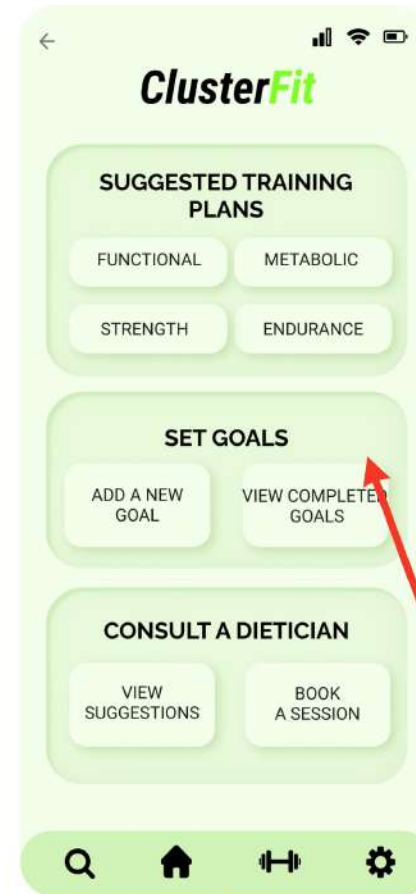 ClusterFit
SUGGESTED TRAINING
PLANS
FUNCTIONAL
METABOLIC
STRENGTH
ENDURANCE
SET GOALS
ADD A NEW
GOAL
VIEW COMPLETED
GOALS
CONSULT A DIETICIAN
VIEW
SUGGESTIONS
BOOK
A SESSION